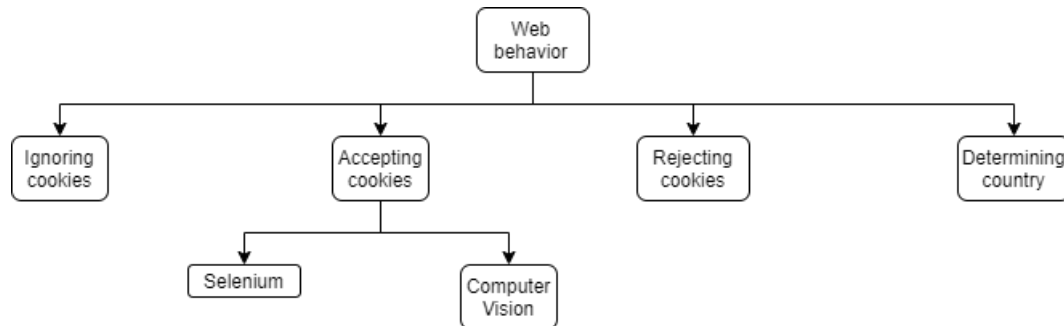 Web
behavior
Ignoring
cookies
Accepting
cookies
Rejecting
cookies
Determining
country
Selenium
Computer
Vision